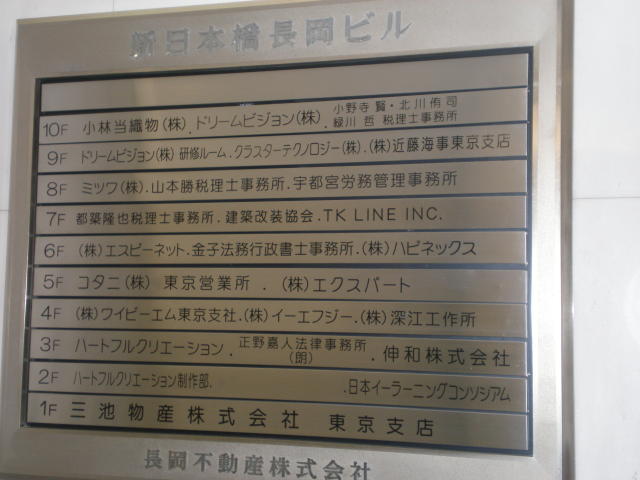 新日本橋長岡ビル
10F 小林当織物(株).ドリームビジョン(株).小野寺 賢・北川侑司
緑川 哲 税理士事務所
9F ドリームビジョン(株)研修ルーム.クラスターテクノロジー(株).(株)近藤海事東京支店
8F ミツワ(株).山本勝税理士事務所.宇都宮労務管理事務所
7F 都築隆也税理士事務所.建築改装協会.TK LINE INC.
6F (株)エスピーネット.金子法務行政書士事務所.(株)ハピネックス
5F コタニ(株) 東京営業所 . (株)エクスパート
4F (株)ワイピーエム東京支社.(株)イーエフジー.(株)深江工作所
3F ハートフルクリエーション.正野嘉人法律事務所(朗).伸和株式会社
2F ハートフルクリエーション制作部. .日本イーラーニングコンソシアム
1F 三池物産株式会社 東京支店
長岡不動産株式会社